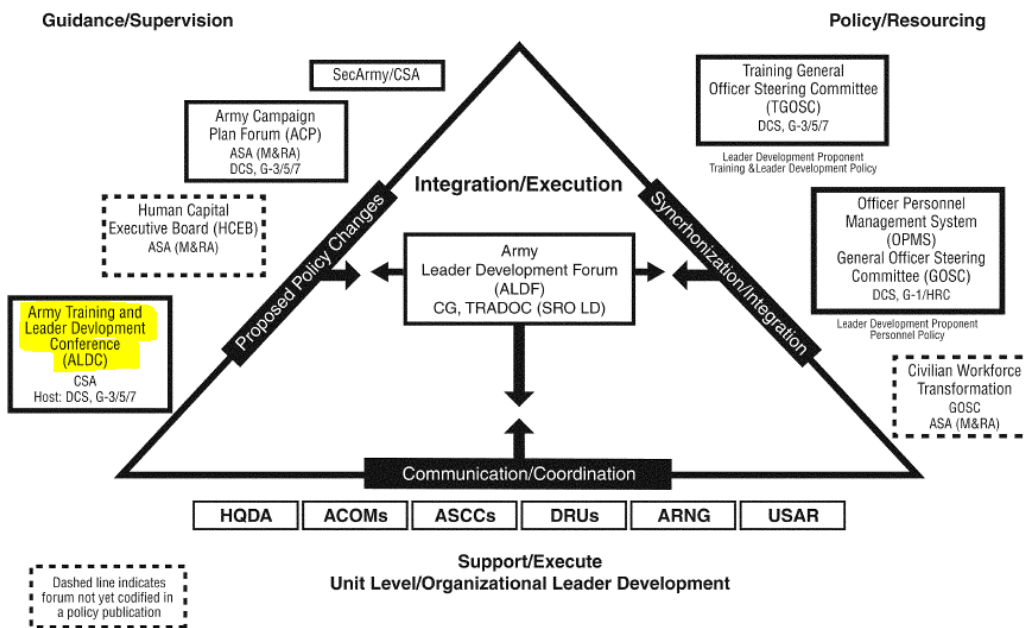 Guidance/Supervision
Policy/Resourcing
SecArmy/CSA
Army Campaign
Plan Forum (ACP)
ASA (M&RA)
DCS, G-3/5/7
Human Capital
Executive Board (HCEB)
ASA (M&RA)
Army Training and
Leader Devlopment
Conference
(ALDC)
CSA
Host: DCS, G-3/5/7
Proposed Policy Changes
Integration/Execution
Army
Leader Development Forum
(ALDF)
CG, TRADOC (SRO LD)
Syncrhonization/Integration
Training General
Officer Steering Committee
(TGOSC)
DCS, G-3/5/7
Leader Development Proponent
Training &Leader Development Policy
Officer Personnel
Management System
(OPMS)
General Officer Steering
Committee (GOSC)
DCS, G-1/HRC
Leader Development Proponent
Personnel Policy
Civilian Workforce
Transformation
GOSC
ASA (M&RA)
Communication/Coordination
HQDA
ACOMs
ASCCs
DRUs
ARNG
USAR
Support/Execute
Unit Level/Organizational Leader Development
Dashed line indicates
forum not yet codified in
a policy publication